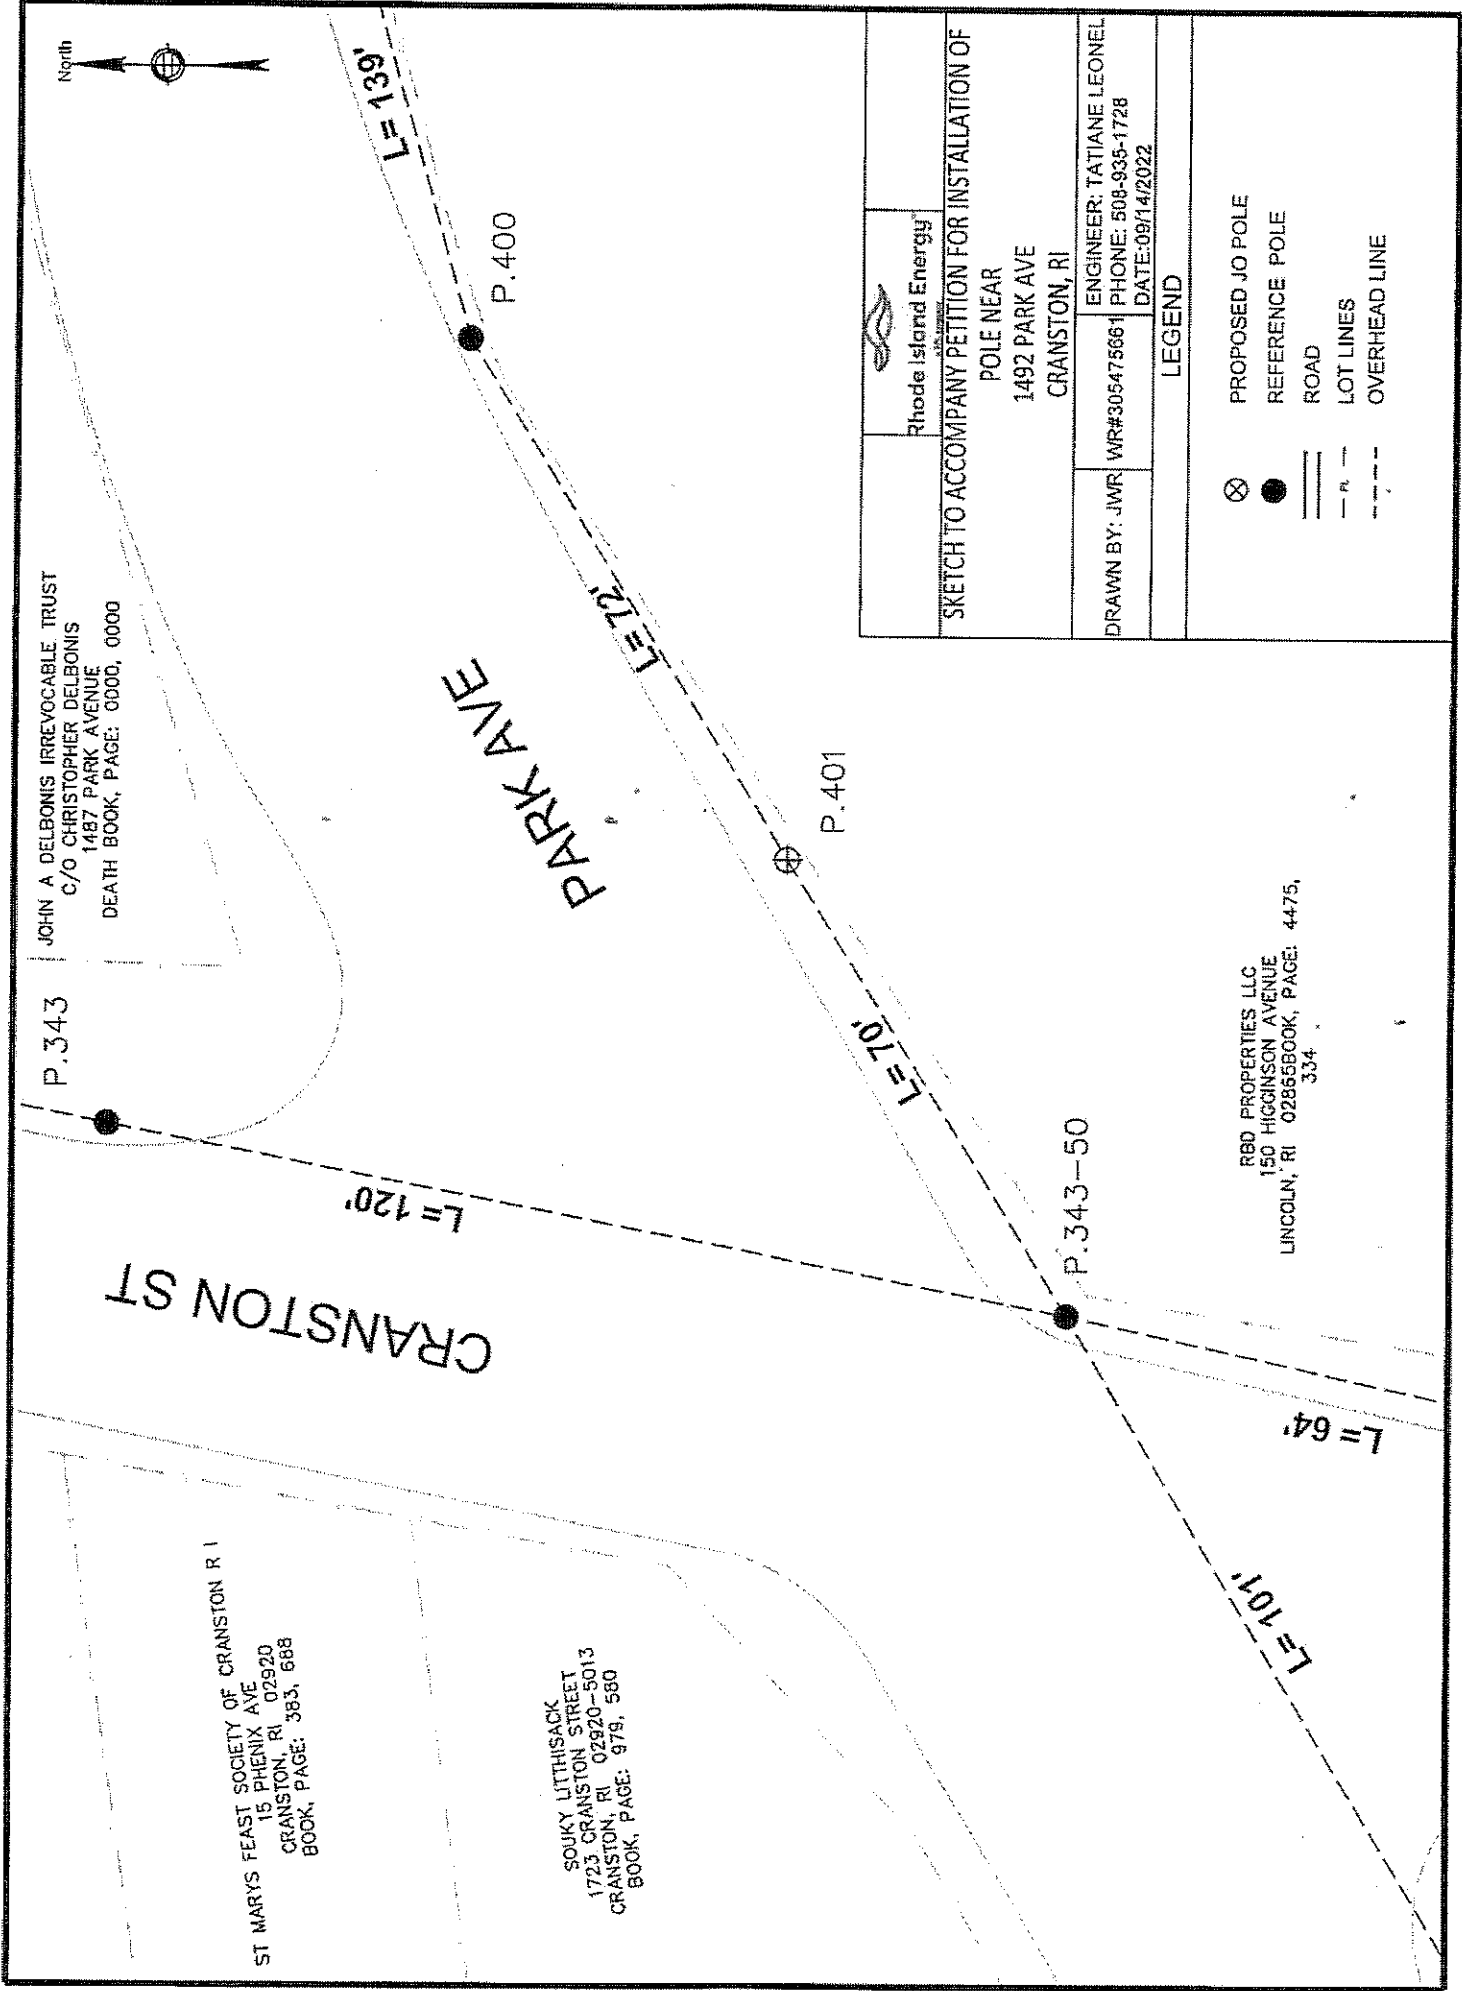 North
JOHN A DELBONIS IRREVOCABLE TRUST
C/O CHRISTOPHER DELBONIS
1487 PARK AVENUE
DEATH BOOK, PAGE: 0000, 0000
P.343
L= 139'
P.400
L= 72'
PARK AVE
P.401
L= 70'
L= 120'
CRANSTON ST
P.343-50
L= 64'
L= 101'
ST MARYS FEAST SOCIETY OF CRANSTON R I
15 PHENIX AVE
CRANSTON, RI 02920
BOOK, PAGE: 383, 688
SOUKY LITTHISACK
1723 CRANSTON STREET
CRANSTON, RI 02920-5013
BOOK, PAGE: 979, 580
RBD PROPERTIES LLC
150 HIGGINSON AVENUE
LINCOLN, RI 02865BOOK, PAGE: 4475,
334
Rhode Island Energy
SKETCH TO ACCOMPANY PETITION FOR INSTALLATION OF
POLE NEAR
1492 PARK AVE
CRANSTON, RI
DRAWN BY: JWR
WR#305475661
ENGINEER: TATIANE LEONEL
PHONE: 508-935-1728
DATE:09/14/2022
LEGEND
PROPOSED JO POLE
REFERENCE POLE
ROAD
PL LOT LINES
OVERHEAD LINE